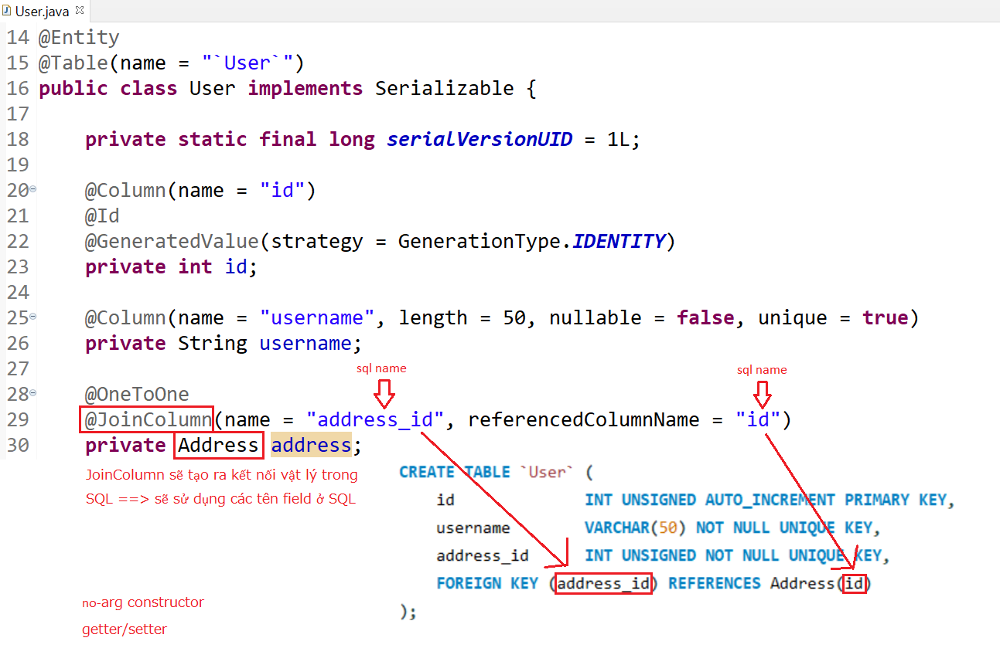 User.java
14 @Entity
15 @Table(name = "`User`")
16 public class User implements Serializable {
17
18 private static final long serialVersionUID = 1L;
19
20 @Column(name = "id")
21 @Id
22 @GeneratedValue(strategy = GenerationType.IDENTITY)
23 private int id;
24
25 @Column(name = "username", length = 50, nullable = false, unique = true)
26 private String username;
27
sql name
sql name
28 @OneToOne
29 @JoinColumn(name = "address_id", referencedColumnName = "id")
30 private Address address;
JoinColumn sẽ tạo ra kết nối vật lý trong
SQL ==> sẽ sử dụng các tên field ở SQL
CREATE TABLE `User` (
id INT UNSIGNED AUTO_INCREMENT PRIMARY KEY,
username VARCHAR(50) NOT NULL UNIQUE KEY,
address_id INT UNSIGNED NOT NULL UNIQUE KEY,
FOREIGN KEY (address_id) REFERENCES Address(id)
);
no-arg constructor
getter/setter